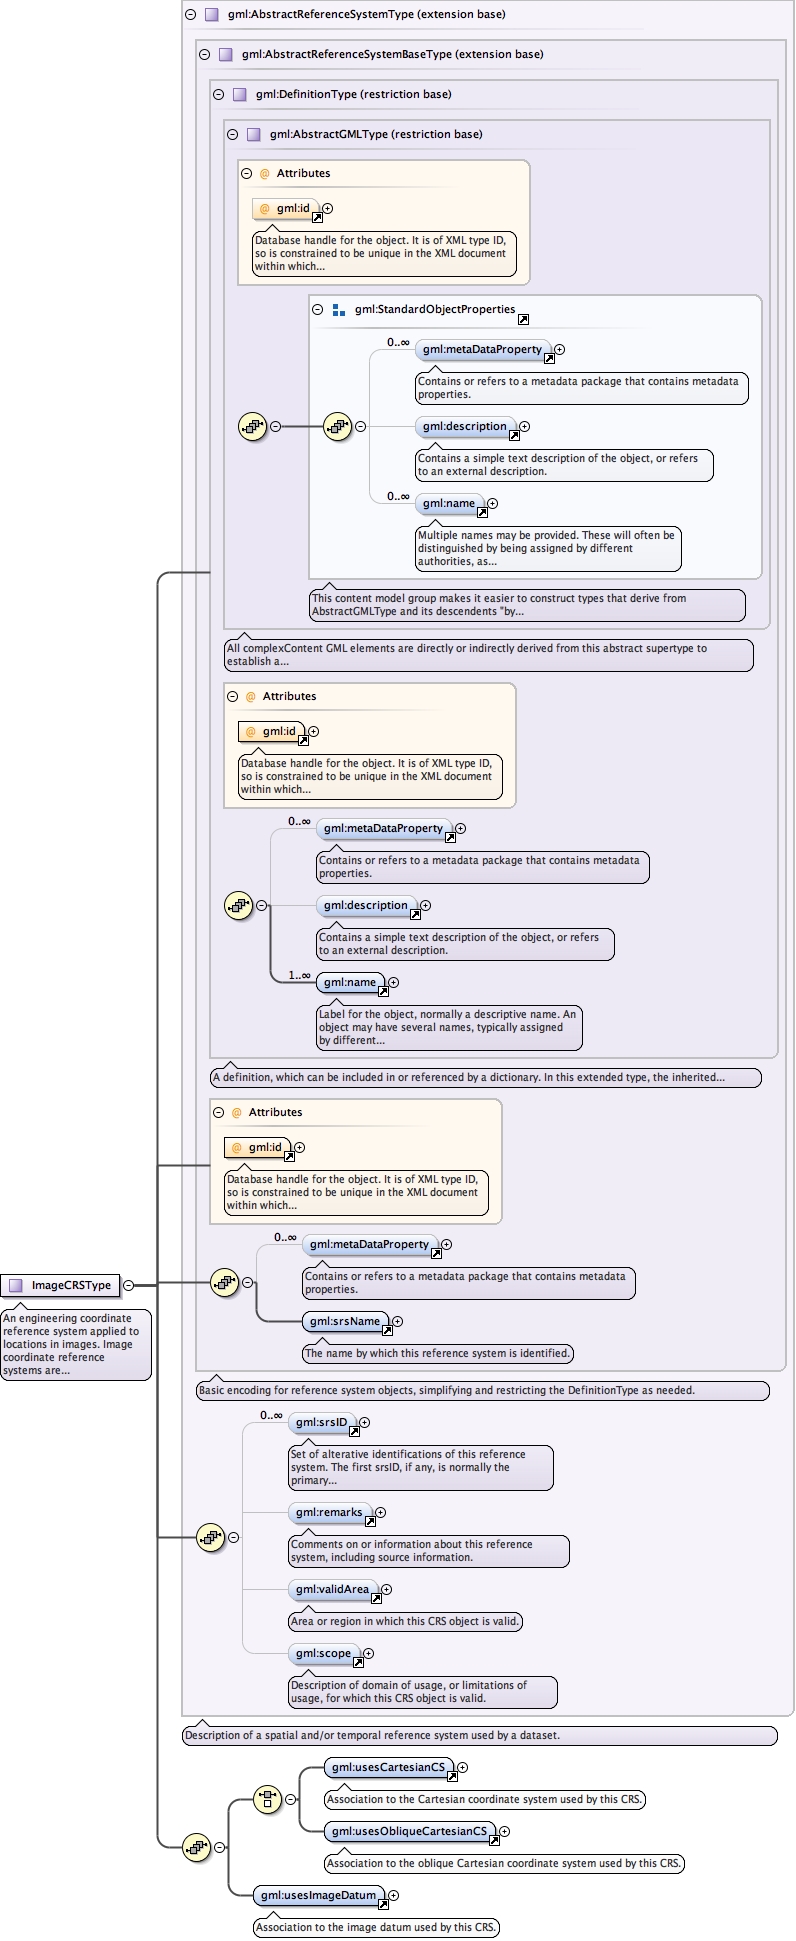 gml:AbstractReferenceSystemType (extension base)
gml:AbstractReferenceSystemBaseType (extension base)
gml:DefinitionType (restriction base)
gml:AbstractGMLType (restriction base)
@ Attributes
@ gml:id
Database handle for the object. It is of XML type ID,
so is constrained to be unique in the XML document
within which...
gml:StandardObjectProperties
0..∞
gml:metaDataProperty
Contains or refers to a metadata package that contains metadata
properties.
gml:description
Contains a simple text description of the object, or refers
to an external description.
0..∞
gml:name
Multiple names may be provided. These will often be
distinguished by being assigned by different
authorities, as...
This content model group makes it easier to construct types that derive from
AbstractGMLType and its descendents "by...
All complexContent GML elements are directly or indirectly derived from this abstract supertype to
establish a...
@ Attributes
@ gml:id
Database handle for the object. It is of XML type ID,
so is constrained to be unique in the XML document
within which...
0..∞
gml:metaDataProperty
Contains or refers to a metadata package that contains metadata
properties.
gml:description
Contains a simple text description of the object, or refers
to an external description.
1..∞
gml:name
Label for the object, normally a descriptive name. An
object may have several names, typically assigned
by different...
A definition, which can be included in or referenced by a dictionary. In this extended type, the inherited...
@ Attributes
@ gml:id
Database handle for the object. It is of XML type ID,
so is constrained to be unique in the XML document
within which...
0..∞
gml:metaDataProperty
Contains or refers to a metadata package that contains metadata
properties.
gml:srsName
The name by which this reference system is identified.
ImageCRSType
An engineering coordinate
reference system applied to
locations in images. Image
coordinate reference
systems are...
Basic encoding for reference system objects, simplifying and restricting the DefinitionType as needed.
0..∞
gml:srsID
Set of alterative identifications of this reference
system. The first srsID, if any, is normally the
primary...
gml:remarks
Comments on or information about this reference
system, including source information.
gml:validArea
Area or region in which this CRS object is valid.
gml:scope
Description of domain of usage, or limitations of
usage, for which this CRS object is valid.
Description of a spatial and/or temporal reference system used by a dataset.
gml:usesCartesianCS
Association to the Cartesian coordinate system used by this CRS.
gml:usesObliqueCartesianCS
Association to the oblique Cartesian coordinate system used by this CRS.
gml:usesImageDatum
Association to the image datum used by this CRS.